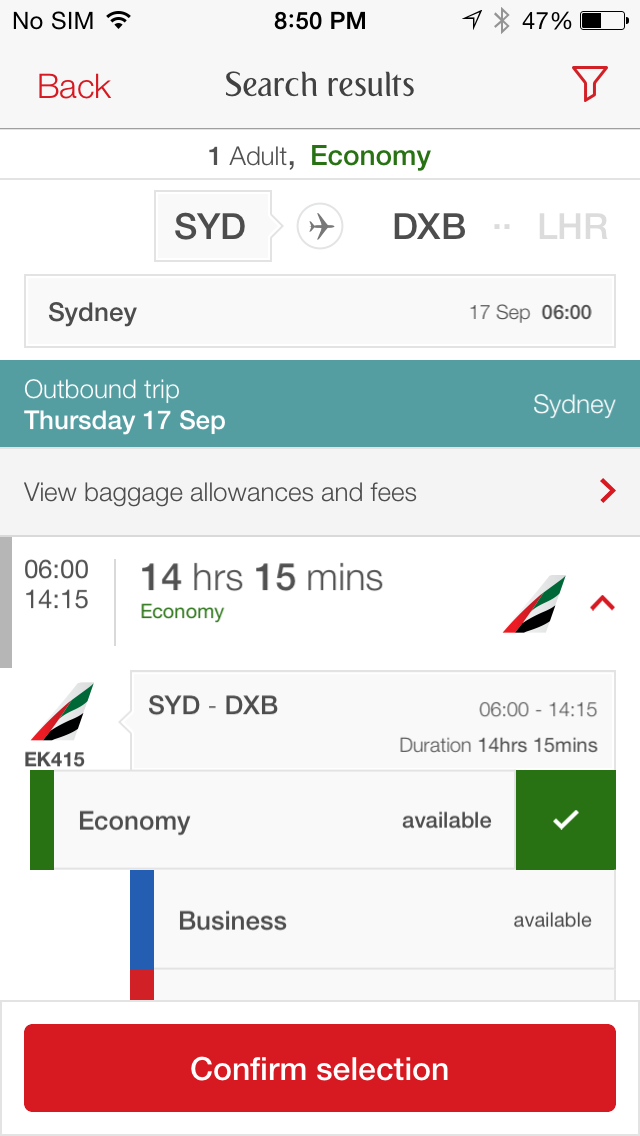 No SIM 8:50 PM 47%
Back Search results
1 Adult, Economy
SYD DXB ·· LHR
Sydney 17 Sep 06:00
Outbound trip
Thursday 17 Sep Sydney
View baggage allowances and fees
06:00 14 hrs 15 mins
14:15 Economy
SYD - DXB 06:00 - 14:15
Duration 14hrs 15mins
EK415
Economy available
Business available
Confirm selection